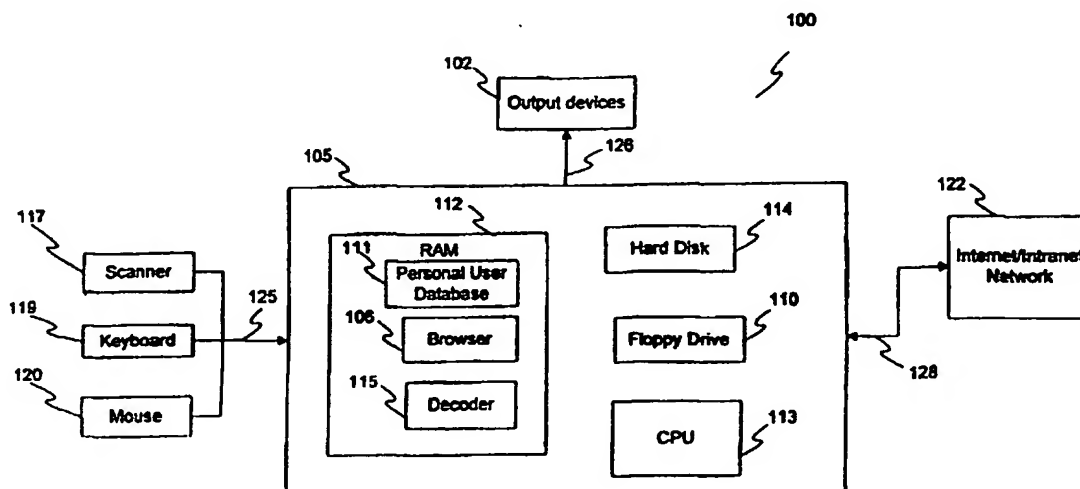 100
102
Output devices
126
105
112
114
122
117
RAM
Hard Disk
111
Personal User
Database
Internet/Intranet
Network
Scanner
119
125
106
110
Keyboard
Browser
Floppy Drive
128
120
115
Mouse
Decoder
CPU
113